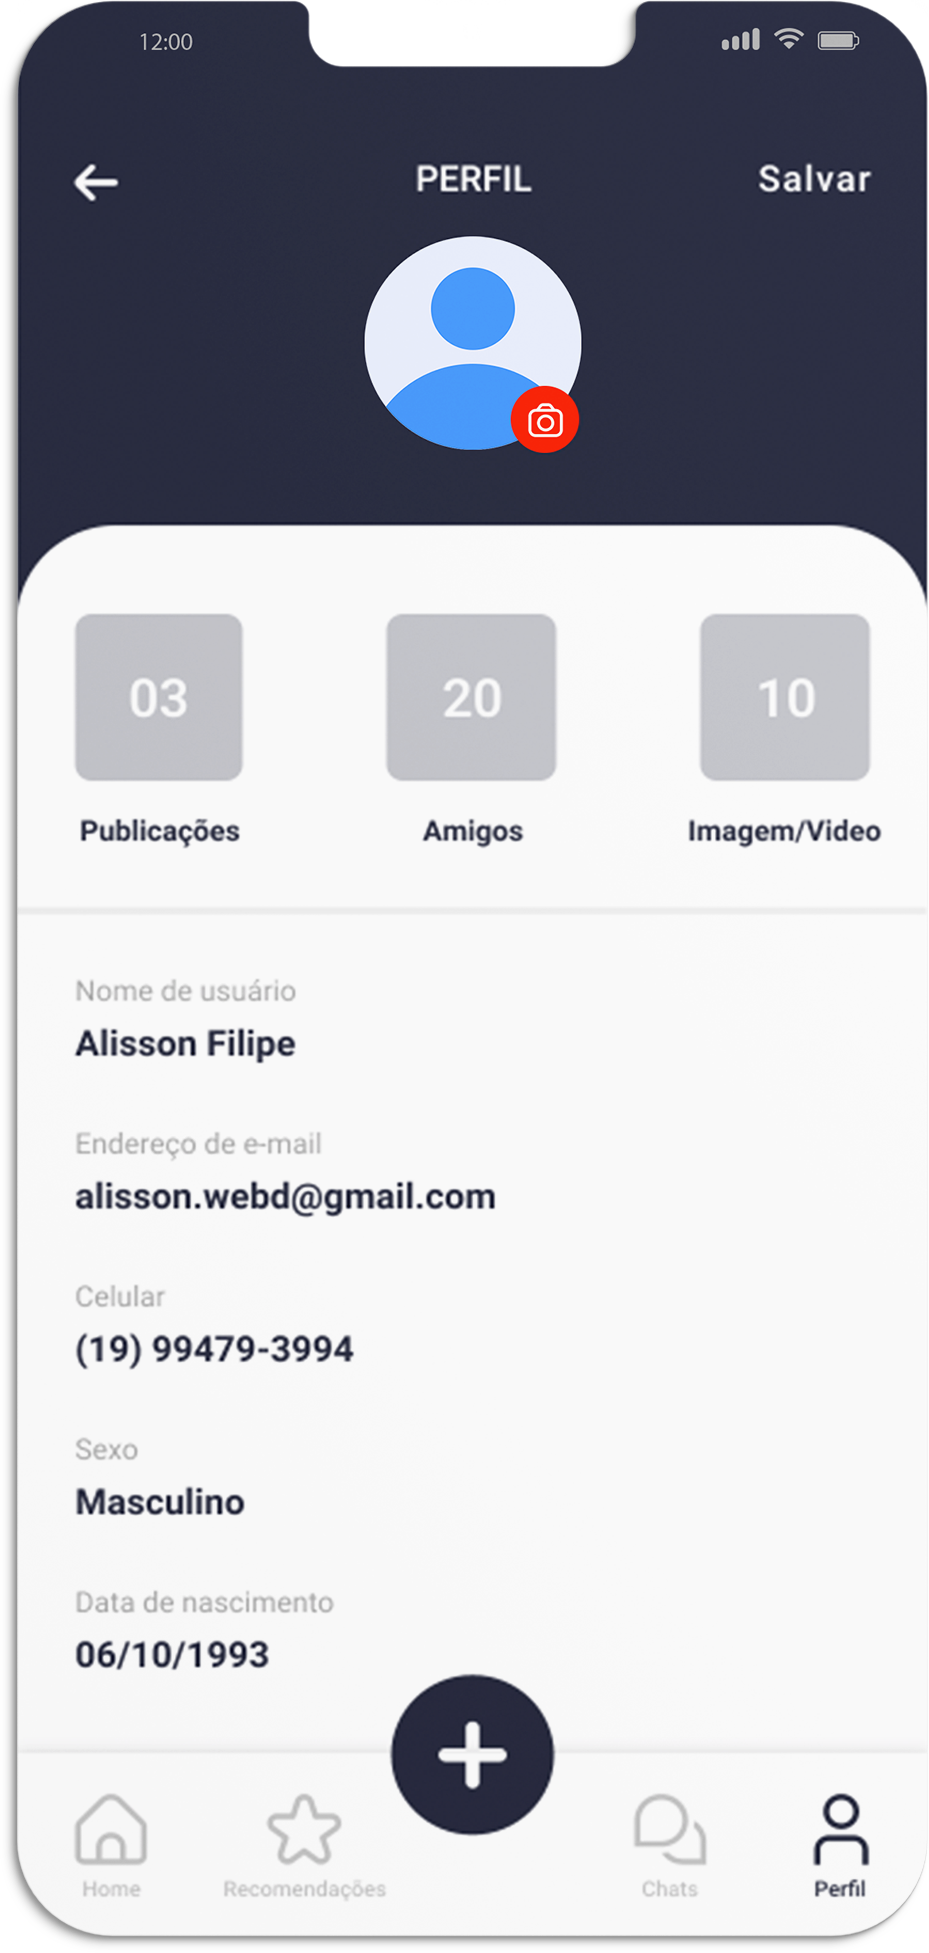 12:00
PERFIL
Salvar
03
20
10
Publicações
Amigos
Imagem/Video
Nome de usuário
Alisson Filipe
Endereço de e-mail
alisson.webd@gmail.com
Celular
(19) 99479-3994
Sexo
Masculino
Data de nascimento
06/10/1993
Home
Recomendações
Chats
Perfil